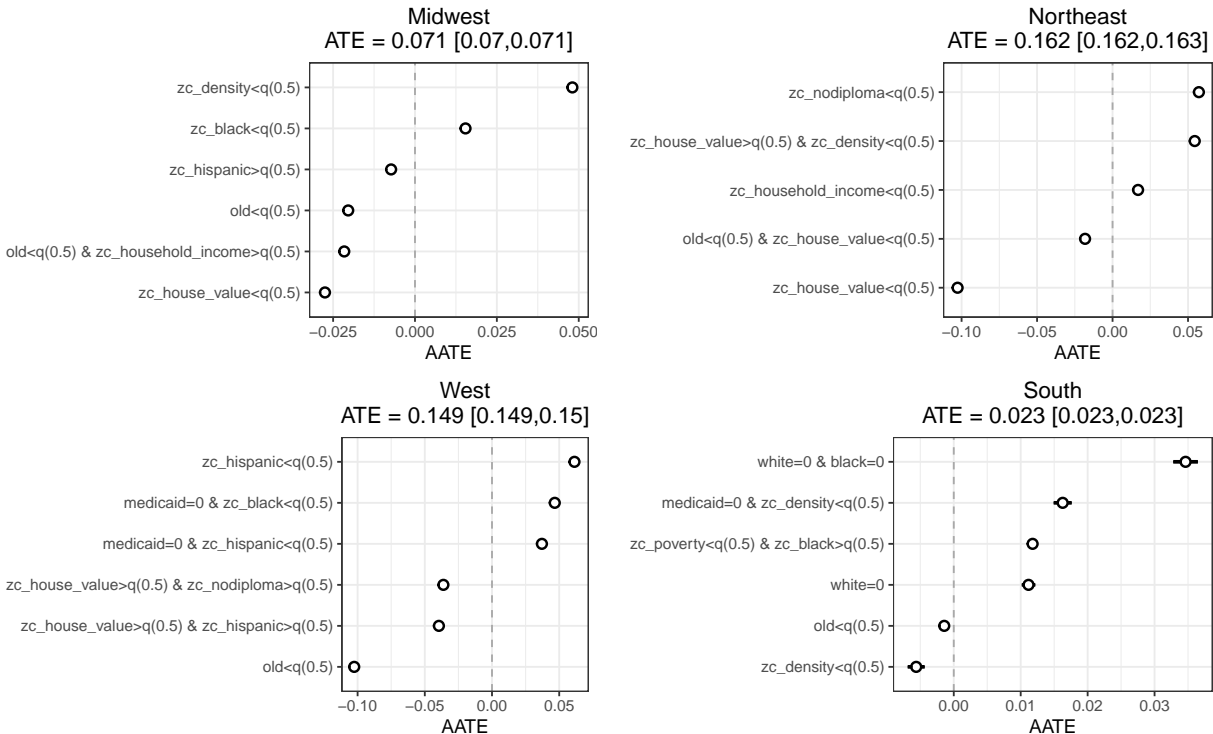 Midwest
ATE = 0.071 [0.07,0.071]
zc_density<q(0.5)
zc_black<q(0.5)
zc_hispanic>q(0.5)
old<q(0.5)
old<q(0.5) & zc_household_income>q(0.5)
zc_house_value<q(0.5)
−0.025 0.000 0.025 0.050
AATE
Northeast
ATE = 0.162 [0.162,0.163]
zc_nodiploma<q(0.5)
zc_house_value>q(0.5) & zc_density<q(0.5)
zc_household_income<q(0.5)
old<q(0.5) & zc_house_value<q(0.5)
zc_house_value<q(0.5)
−0.10 −0.05 0.00 0.05
AATE
West
ATE = 0.149 [0.149,0.15]
zc_hispanic<q(0.5)
medicaid=0 & zc_black<q(0.5)
medicaid=0 & zc_hispanic<q(0.5)
zc_house_value>q(0.5) & zc_nodiploma>q(0.5)
zc_house_value>q(0.5) & zc_hispanic>q(0.5)
old<q(0.5)
−0.10 −0.05 0.00 0.05
AATE
South
ATE = 0.023 [0.023,0.023]
white=0 & black=0
medicaid=0 & zc_density<q(0.5)
zc_poverty<q(0.5) & zc_black>q(0.5)
white=0
old<q(0.5)
zc_density<q(0.5)
0.00 0.01 0.02 0.03
AATE